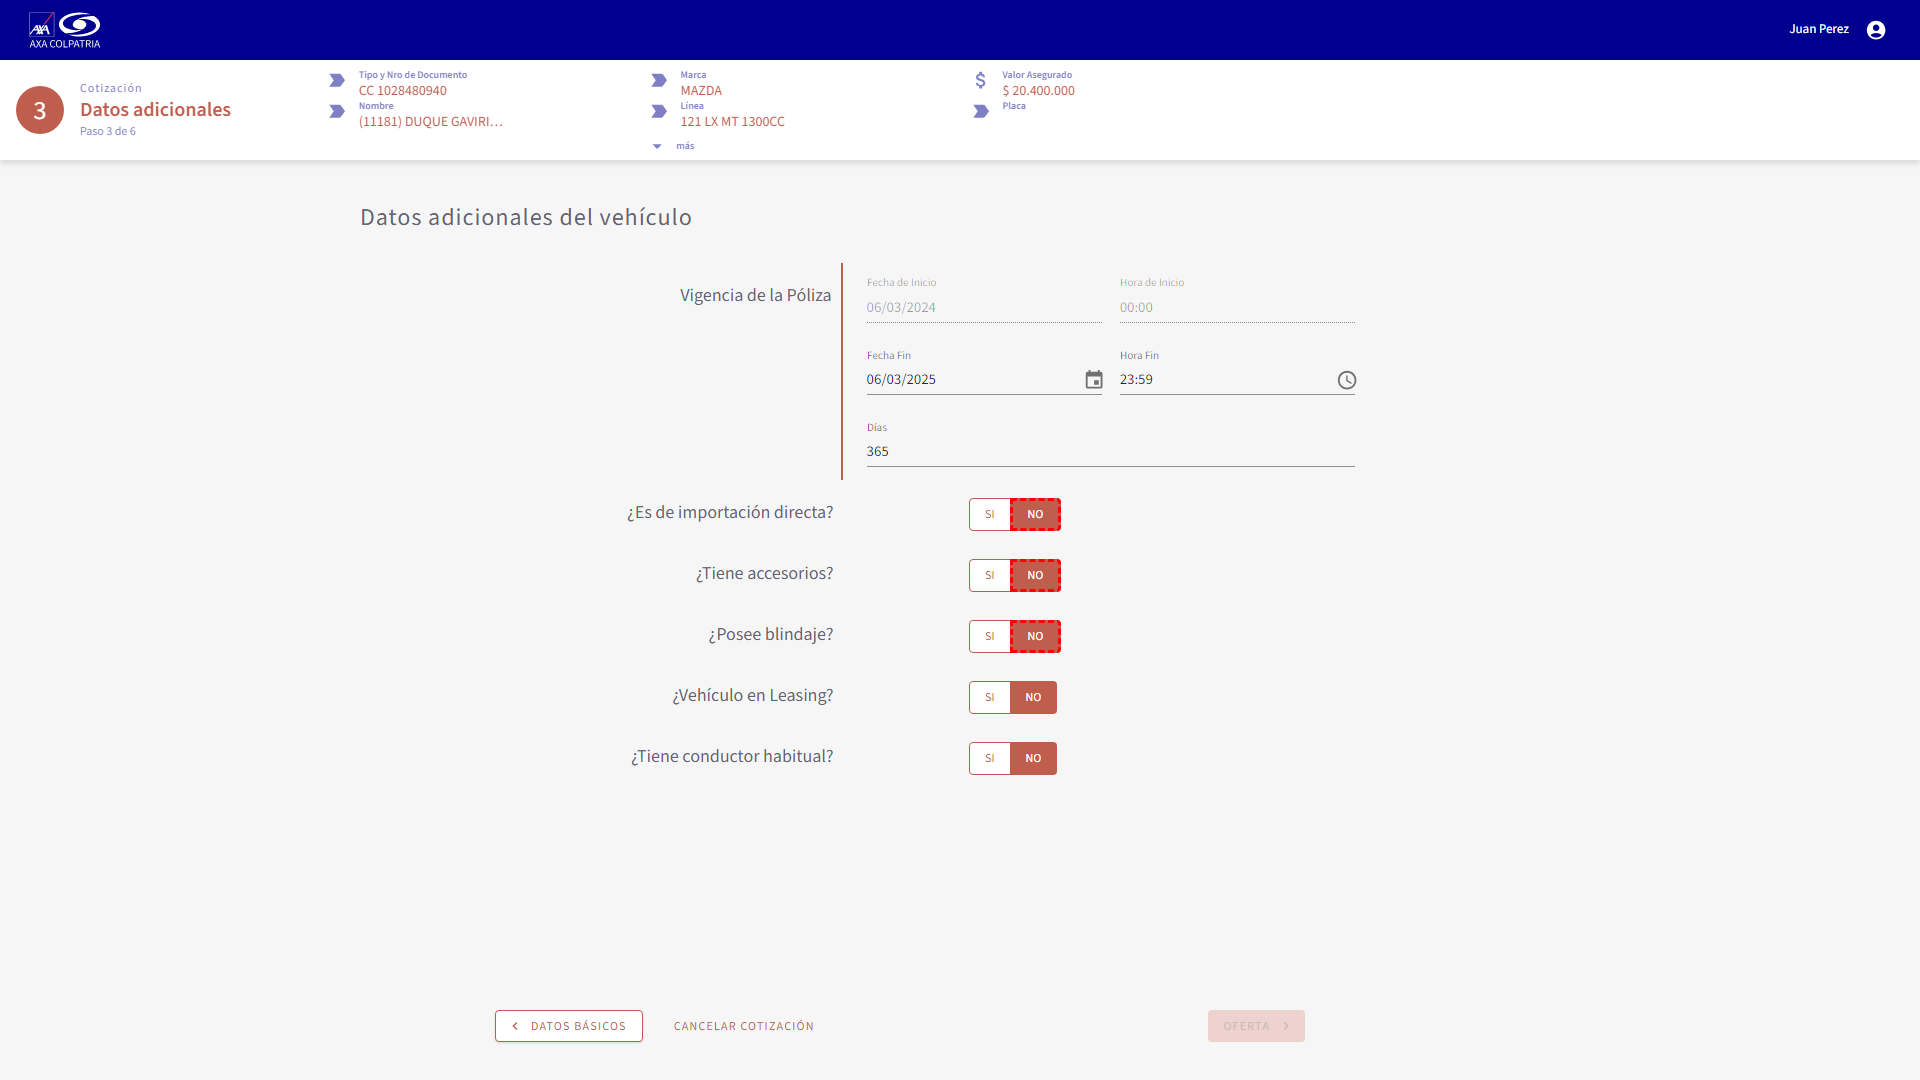 AXA COLPATRIA
Juan Perez
3
Cotización
Datos adicionales
Paso 3 de 6
Tipo y Nro de Documento
CC 1028480940
Nombre
(11181) DUQUE GAVIRI...
Marca
MAZDA
Línea
121 LX MT 1300CC
más
Valor Asegurado
$ 20.400.000
Placa
Datos adicionales del vehículo
Vigencia de la Póliza
Fecha de Inicio
06/03/2024
Hora de Inicio
00:00
Fecha Fin
06/03/2025
Hora Fin
23:59
Días
365
¿Es de importación directa?
SI NO
¿Tiene accesorios?
SI NO
¿Posee blindaje?
SI NO
¿Vehículo en Leasing?
SI NO
¿Tiene conductor habitual?
SI NO
DATOS BÁSICOS
CANCELAR COTIZACIÓN
OFERTA